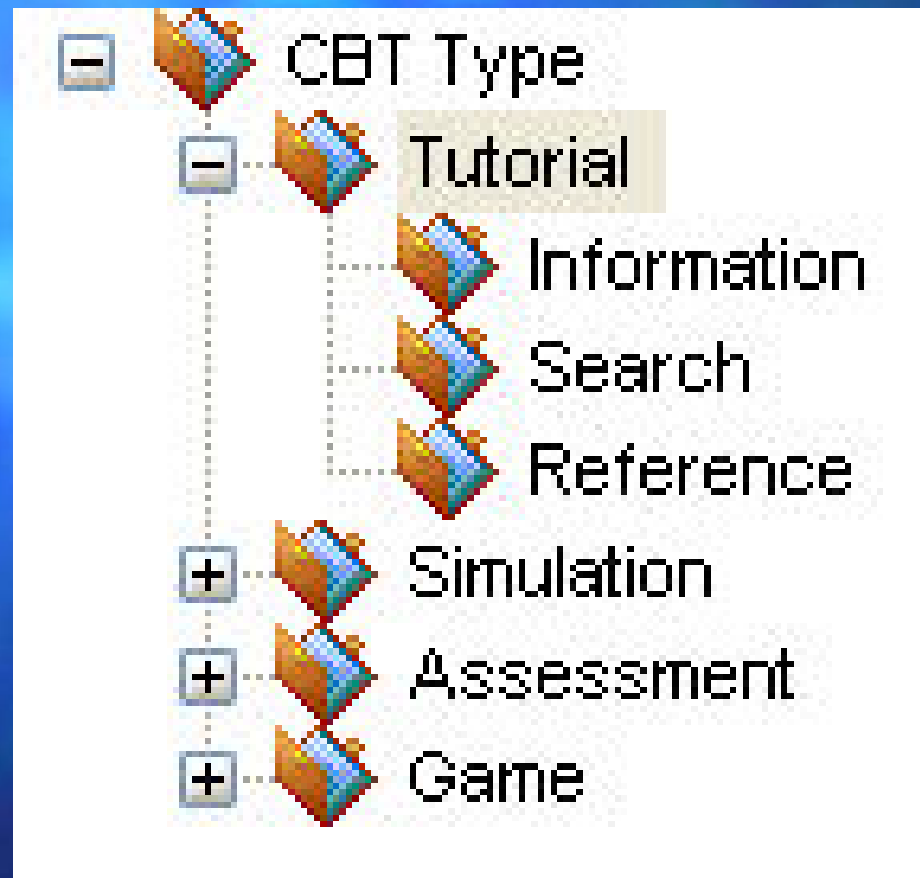 CBT Type
Tutorial
Information
Search
Reference
Simulation
Assessment
Game